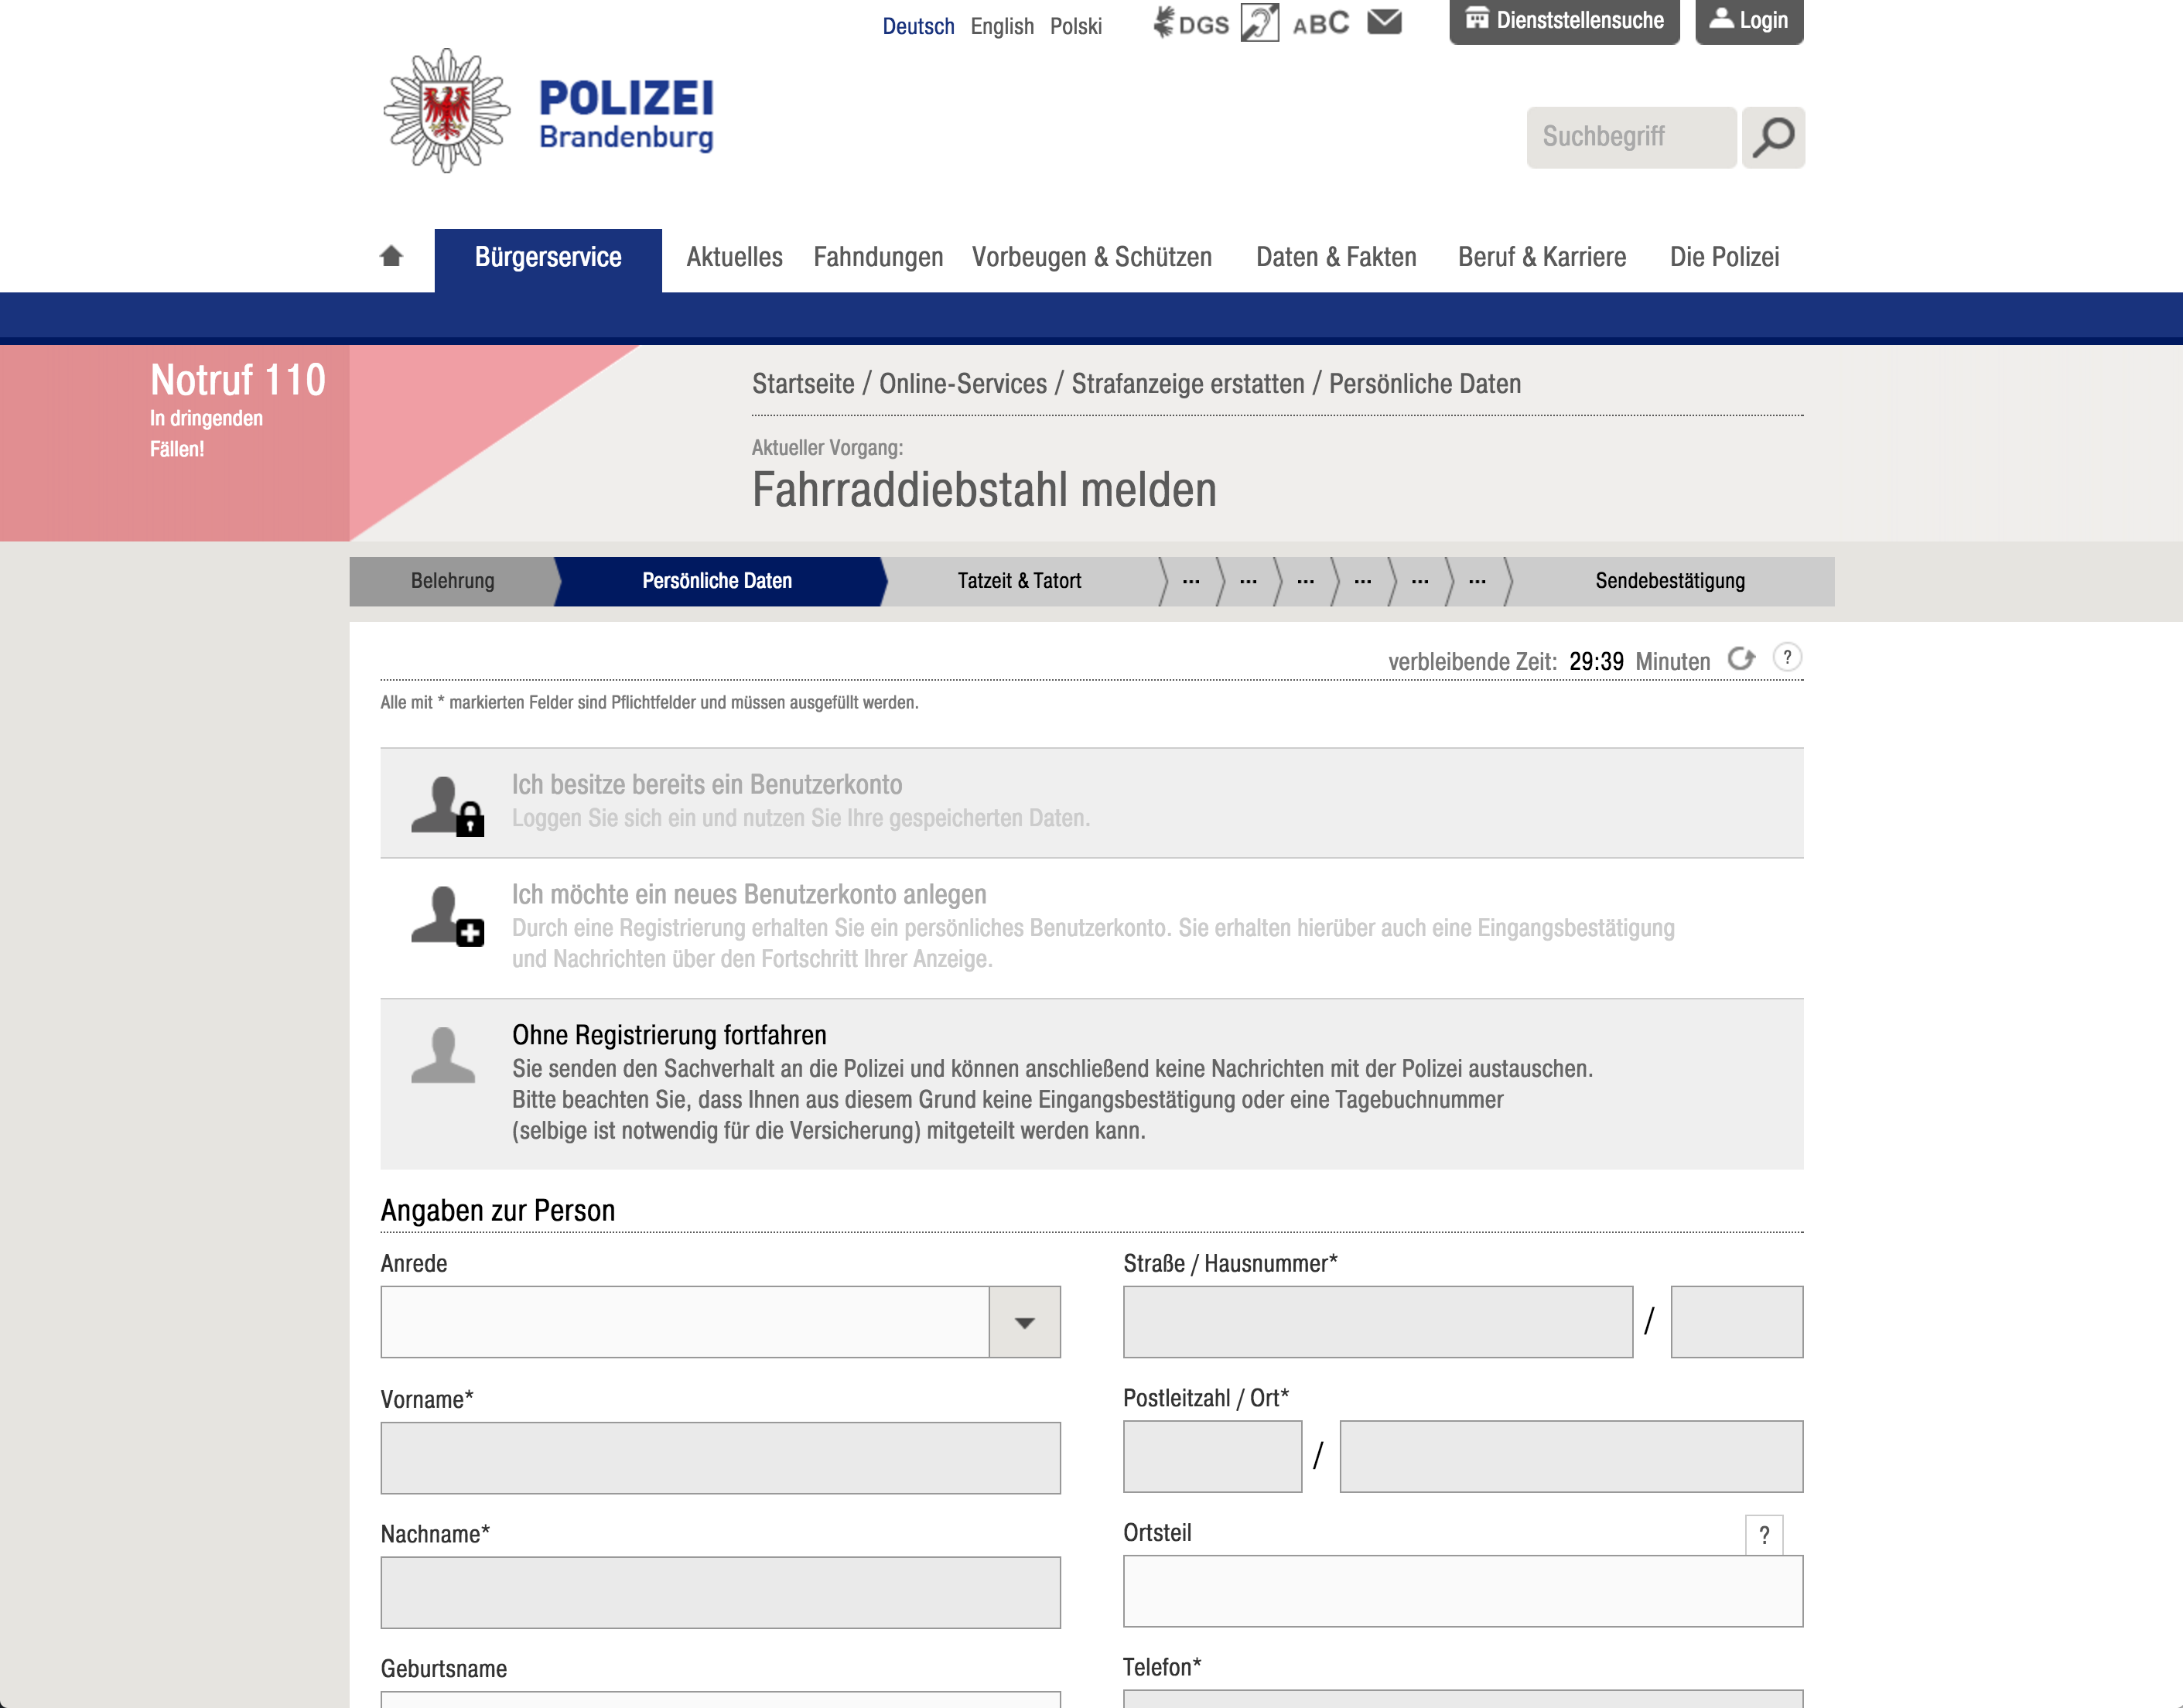 Deutsch English Polski DGS ABC Dienststellensuche Login
POLIZEI
Brandenburg
Suchbegriff
Bürgerservice Aktuelles Fahndungen Vorbeugen & Schützen Daten & Fakten Beruf & Karriere Die Polizei
Notruf 110
In dringenden
Fällen!
Startseite / Online-Services / Strafanzeige erstatten / Persönliche Daten
Aktueller Vorgang:
Fahrraddiebstahl melden
Belehrung Persönliche Daten Tatzeit & Tatort ... ... ... ... ... ... Sendebestätigung
verbleibende Zeit: 29:39 Minuten ?
Alle mit * markierten Felder sind Pflichtfelder und müssen ausgefüllt werden.
Ich besitze bereits ein Benutzerkonto
Loggen Sie sich ein und nutzen Sie Ihre gespeicherten Daten.
Ich möchte ein neues Benutzerkonto anlegen
Durch eine Registrierung erhalten Sie ein persönliches Benutzerkonto. Sie erhalten hierüber auch eine Eingangsbestätigung
und Nachrichten über den Fortschritt Ihrer Anzeige.
Ohne Registrierung fortfahren
Sie senden den Sachverhalt an die Polizei und können anschließend keine Nachrichten mit der Polizei austauschen.
Bitte beachten Sie, dass Ihnen aus diesem Grund keine Eingangsbestätigung oder eine Tagebuchnummer
(selbige ist notwendig für die Versicherung) mitgeteilt werden kann.
Angaben zur Person
Anrede
Straße / Hausnummer*
/
Vorname*
Postleitzahl / Ort*
/
Nachname*
Ortsteil ?
Geburtsname
Telefon*